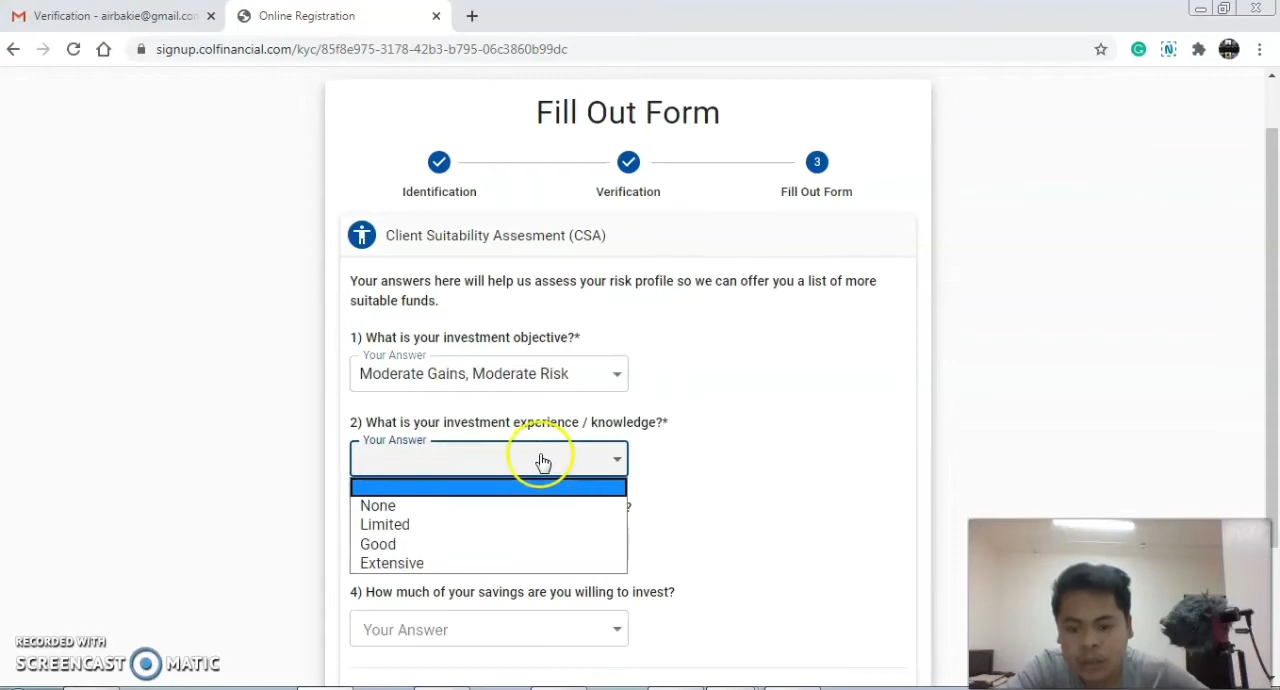 Verification - airbakie@gmail.con
Online Registration
signup.colfinancial.com/kyc/85f8e975-3178-42b3-b795-06c3860b99dc
Fill Out Form
3
Identification
Verification
Fill Out Form
Client Suitability Assesment (CSA)
Your answers here will help us assess your risk profile so we can offer you a list of more
suitable funds.
1) What is your investment objective?*
Your Answer
Moderate Gains, Moderate Risk
2) What is your investment experience / knowledge?*
Your Answer
None
Limited
Good
Extensive
?
4) How much of your savings are you willing to invest?
Your Answer
RECORDED WITH
SCREENCAST MATIC